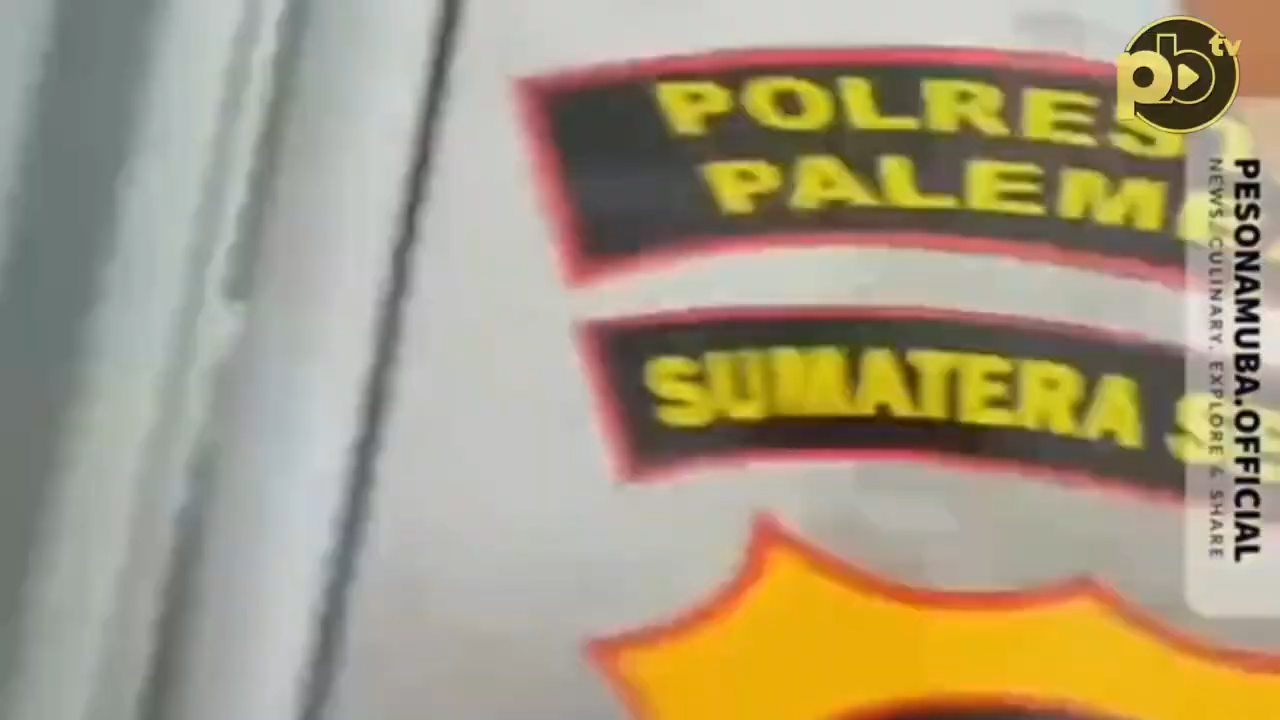 POLRES
PALEM
SUMATERA S
pb tv
PESONAMUBA.OFFICIAL
NEWS, CULINARY, EXPLORE & SHARE